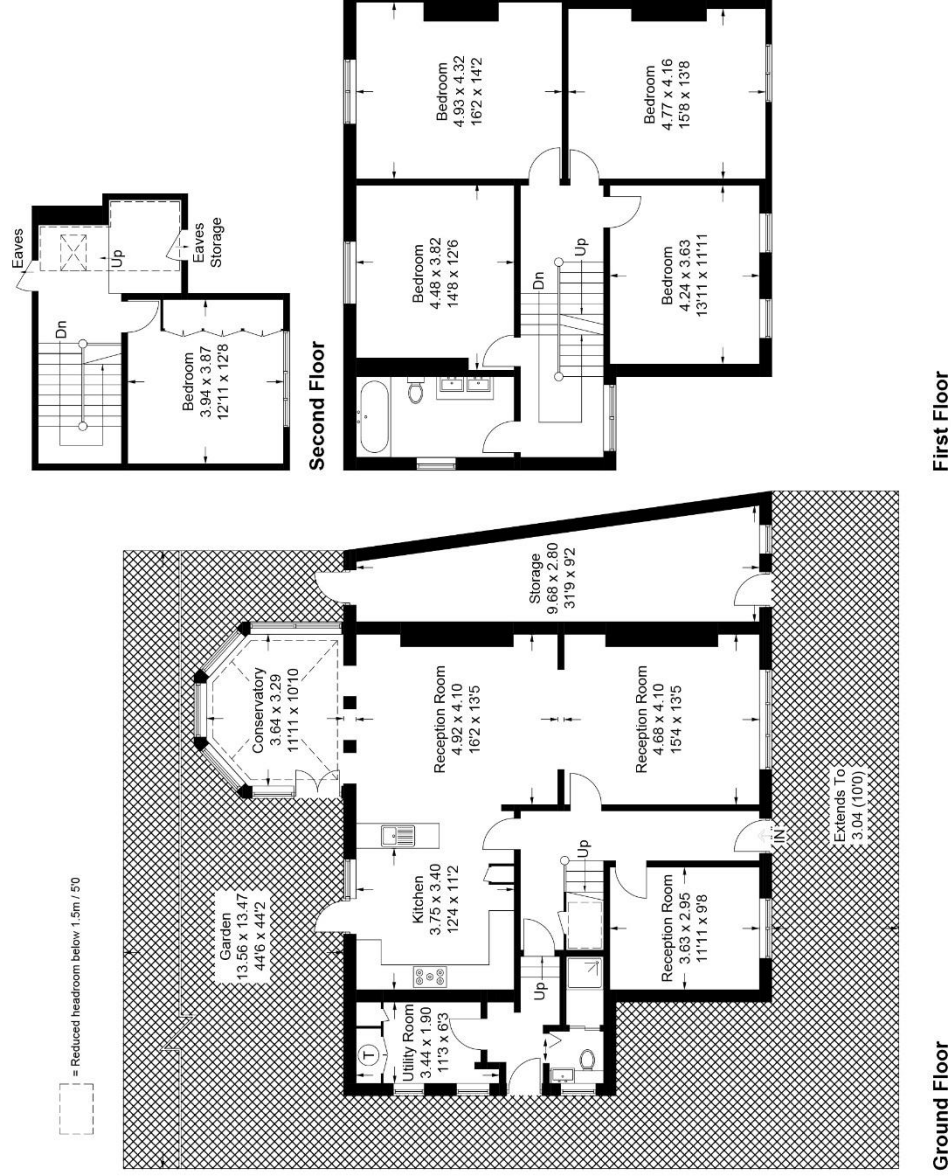 = Reduced headroom below 1.5m / 5'0
Eaves
Dn
Up
Eaves
Storage
Bedroom
3.94 x 3.87
12'11 x 12'8
Second Floor
Bedroom
4.93 x 4.32
16'2 x 14'2
Bedroom
4.48 x 3.82
14'8 x 12'6
Dn
Up
Bedroom
4.77 x 4.16
15'8 x 13'8
Bedroom
4.24 x 3.63
13'11 x 11'11
First Floor
Garden
13.56 x 13.47
44'6 x 44'2
Conservatory
3.64 x 3.29
11'11 x 10'10
Storage
9.68 x 2.80
31'9 x 9'2
Reception Room
4.92 x 4.10
16'2 x 13'5
Kitchen
3.75 x 3.40
12'4 x 11'2
T
Utility Room
3.44 x 1.90
11'3 x 6'3
Up
Up
Reception Room
4.68 x 4.10
15'4 x 13'5
Reception Room
3.63 x 2.95
11'11 x 9'8
IN
Extends To
3.04 (10'0)
Ground Floor